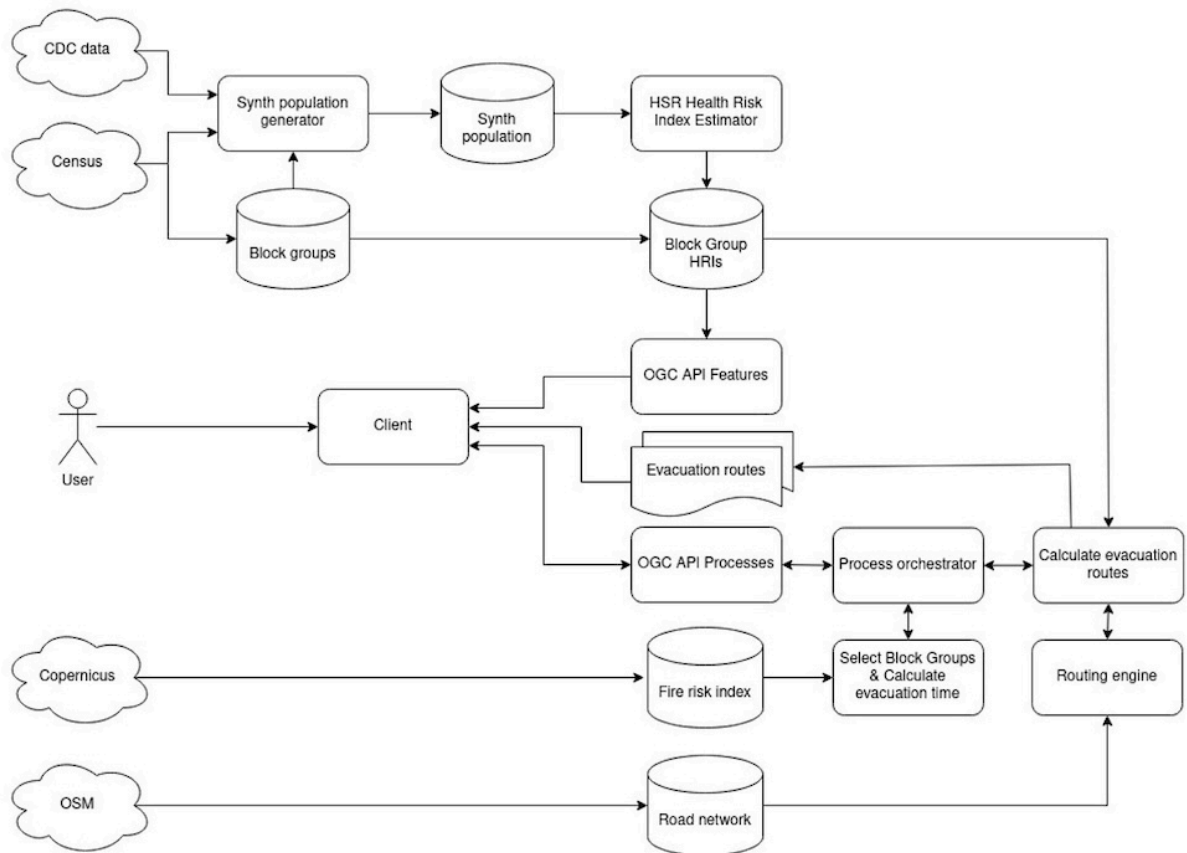 CDC data
Synth population
generator
Synth
population
HSR Health Risk
Index Estimator
Census
Block groups
Block Group
HRIs
OGC API Features
User
Client
Evacuation routes
OGC API Processes
Process orchestrator
Calculate evacuation
routes
Copernicus
Fire risk index
Select Block Groups
& Calculate
evacuation time
Routing engine
OSM
Road network